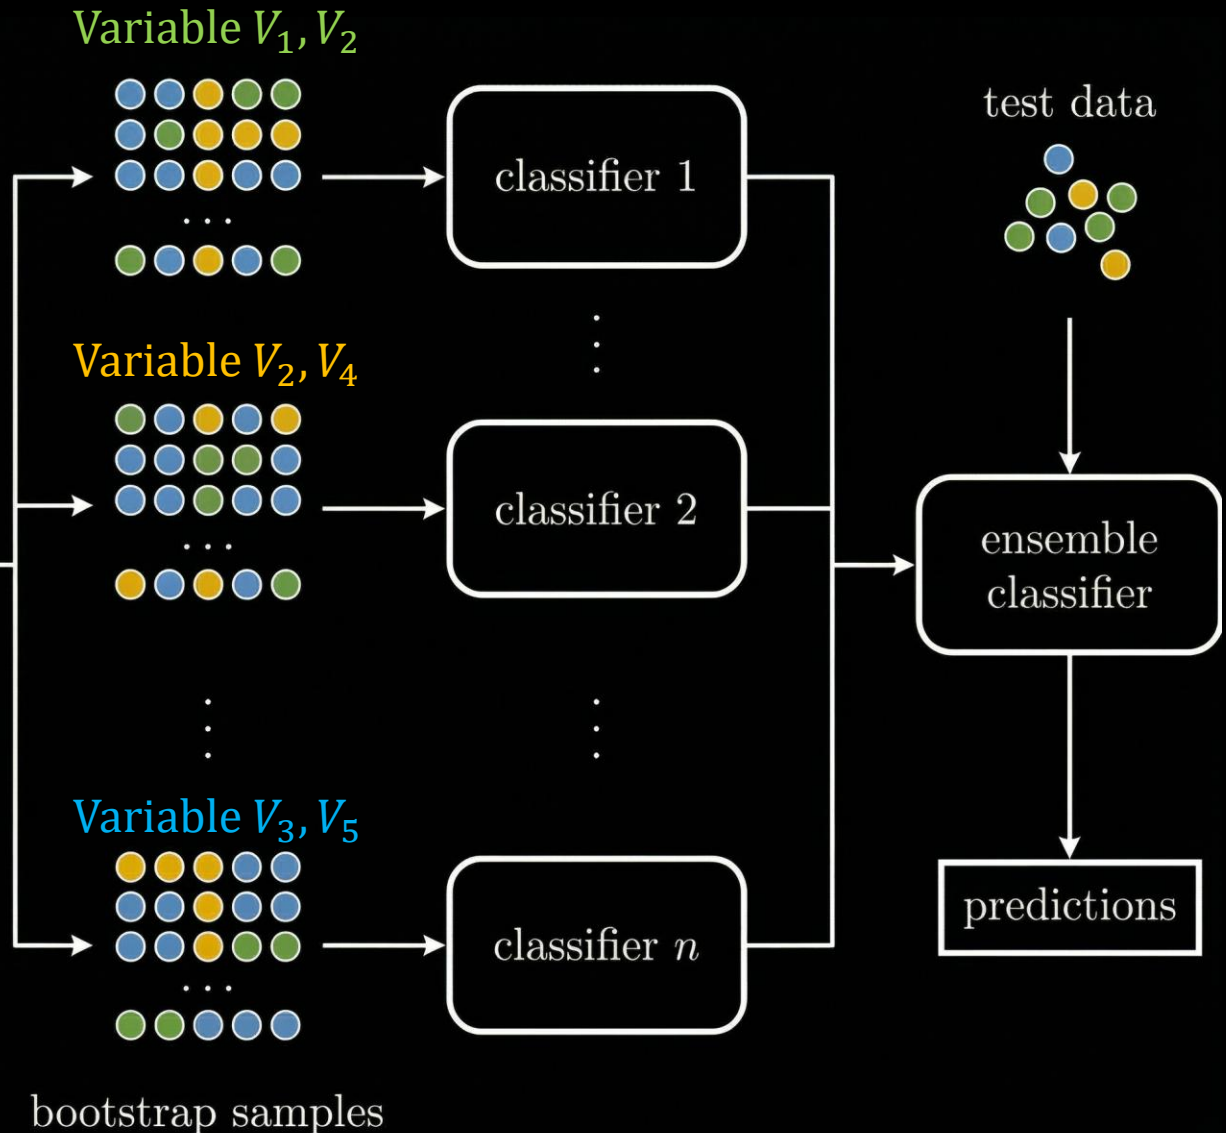 Variable V₁, V₂
classifier 1
test data
Variable V₂, V₄
classifier 2
ensemble
classifier
Variable V₃, V₅
classifier n
predictions
bootstrap samples